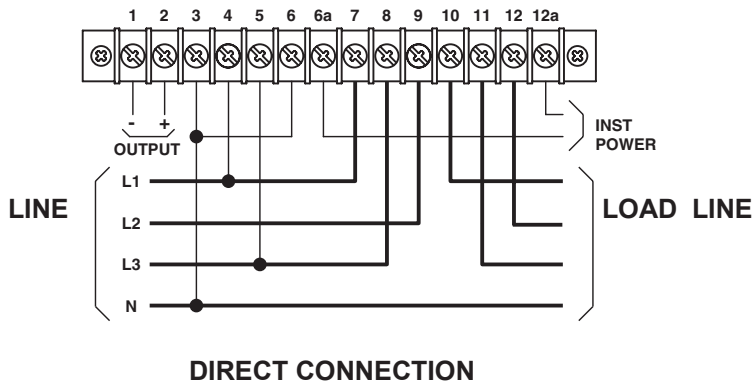 1 2 3 4 5 6 6a 7 8 9 10 11 12 12a
- +
OUTPUT
INST
POWER
LINE
L1
L2
L3
N
LOAD LINE
DIRECT CONNECTION